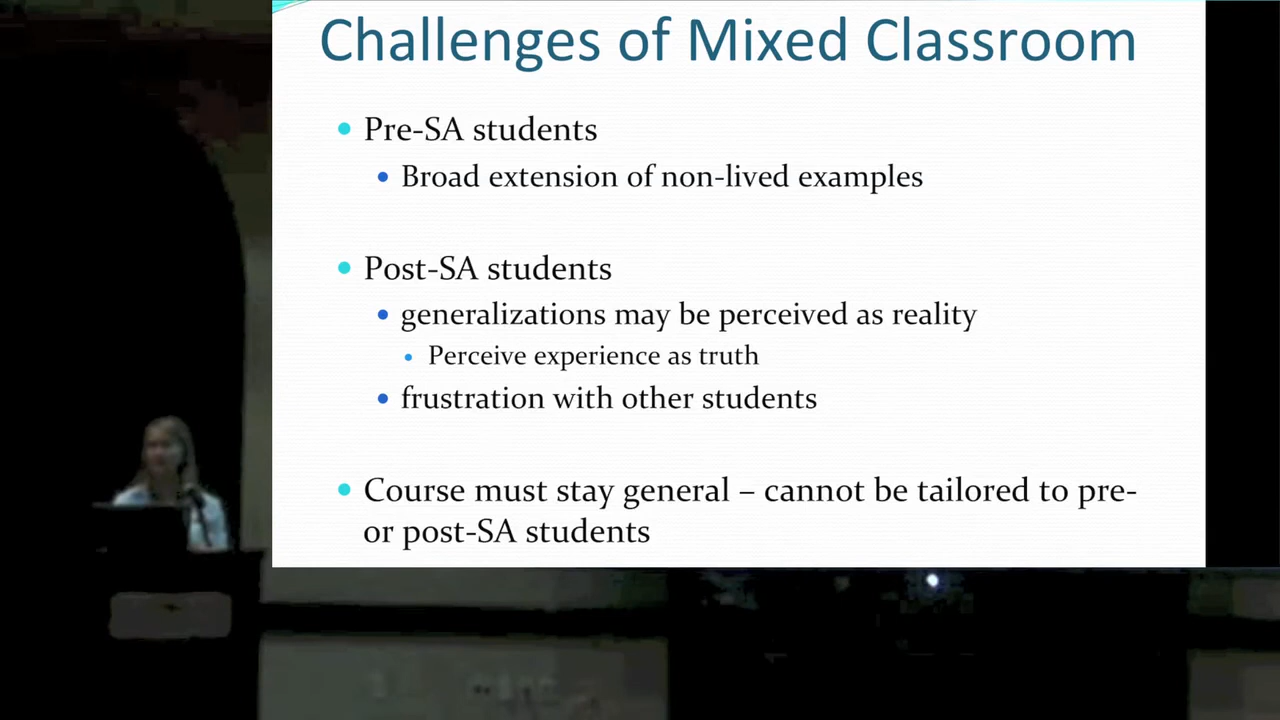 Challenges of Mixed Classroom
Pre-SA students
Broad extension of non-lived examples
Post-SA students
generalizations may be perceived as reality
Perceive experience as truth
frustration with other students
Course must stay general – cannot be tailored to pre-
or post-SA students